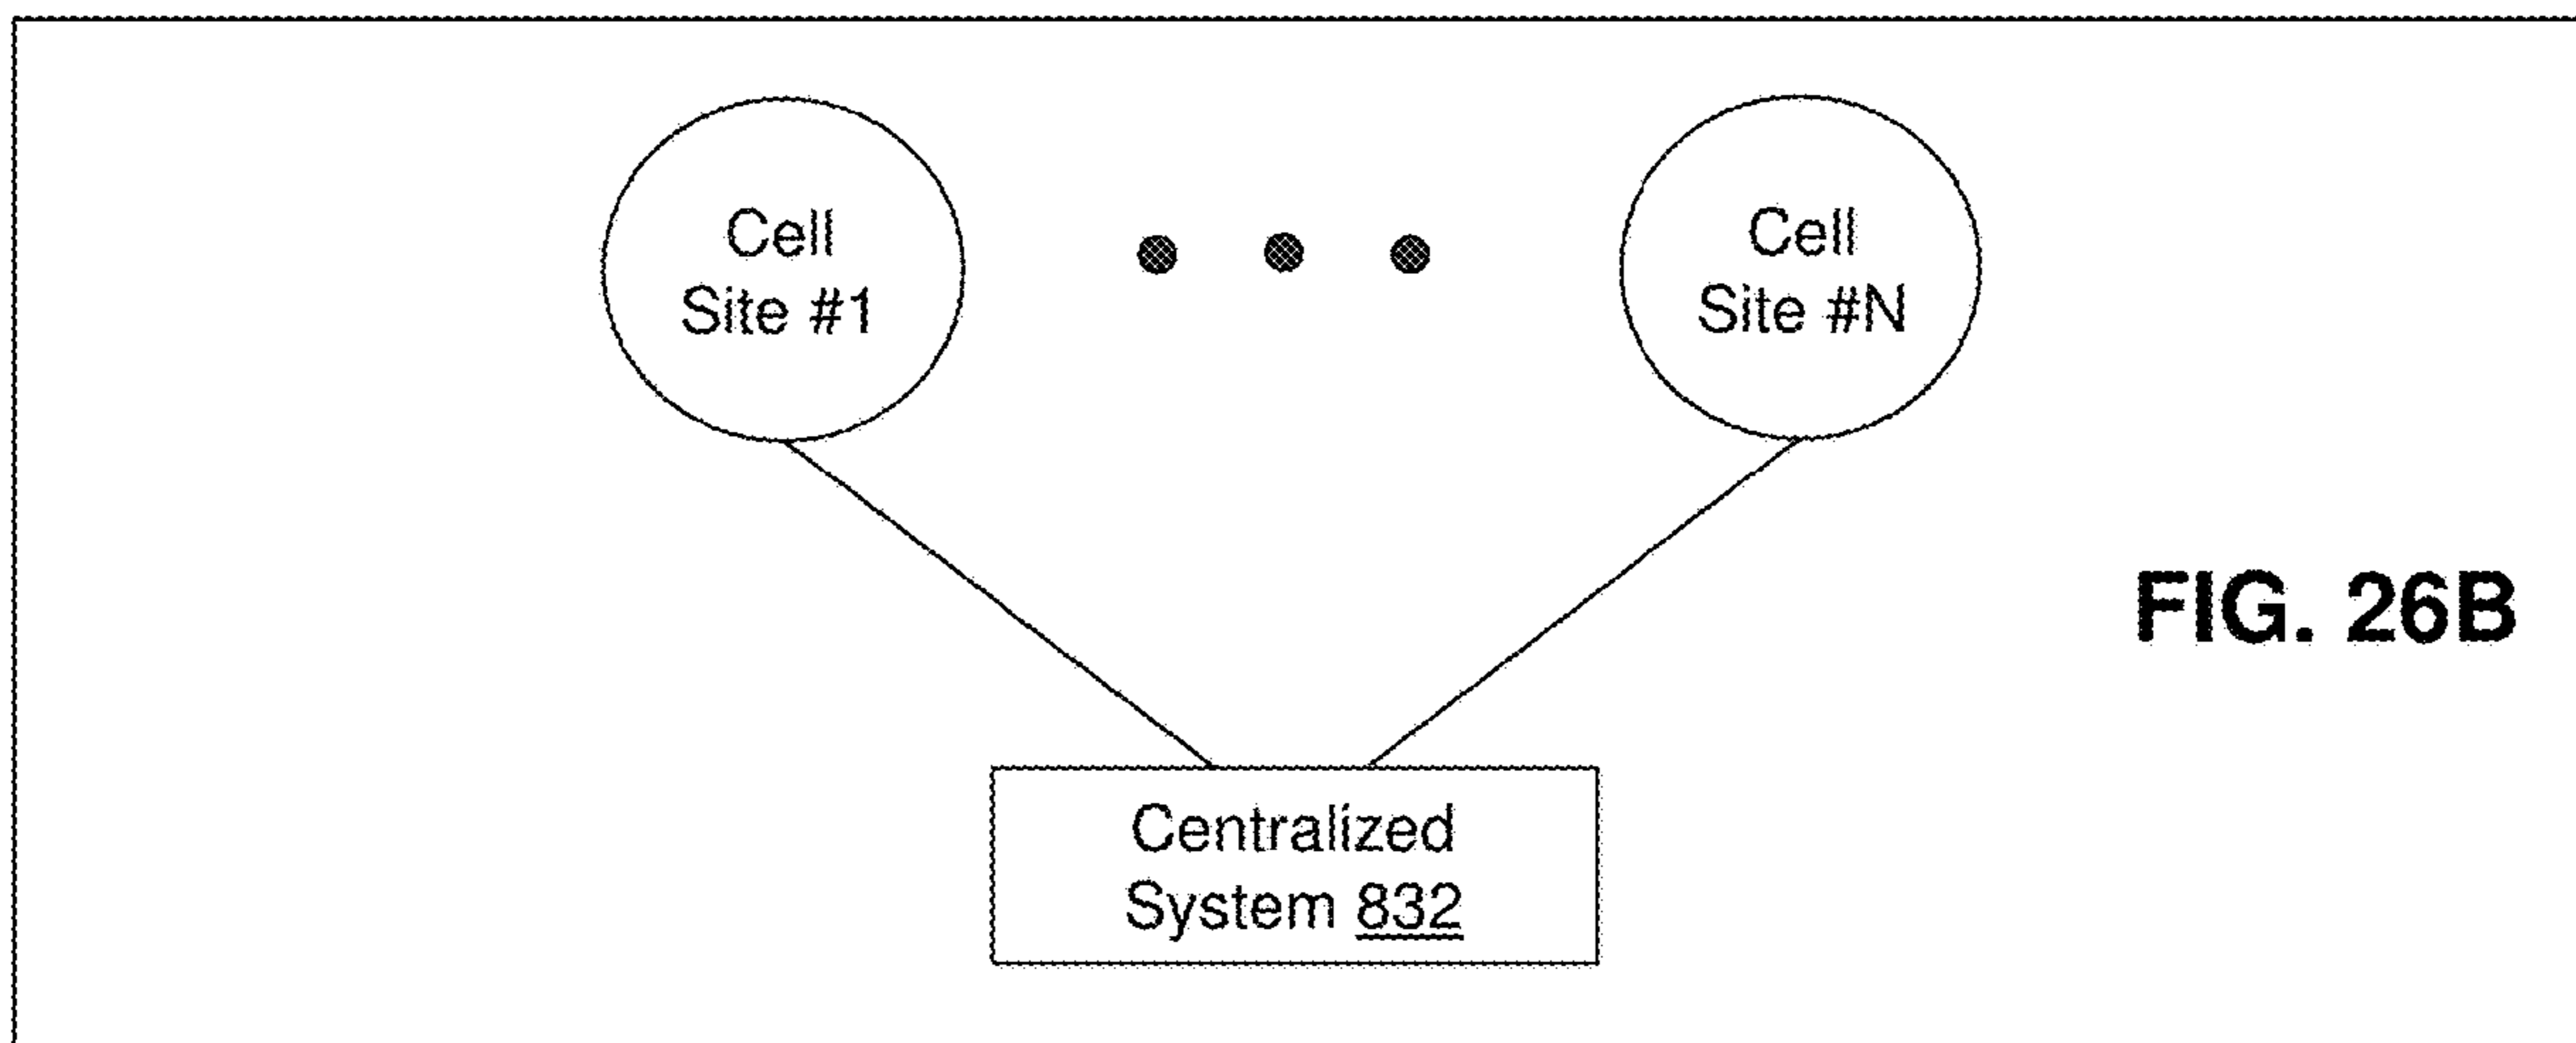 Cell
Site #1
Cell
Site #N
FIG. 26B
Centralized
System 832